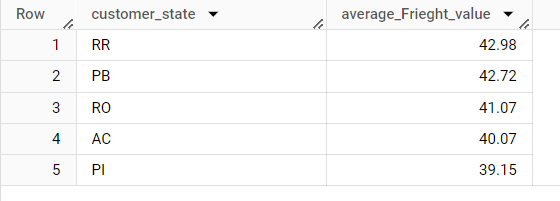 Row customer_state average_Frieght_value
1 RR 42.98
2 PB 42.72
3 RO 41.07
4 AC 40.07
5 PI 39.15